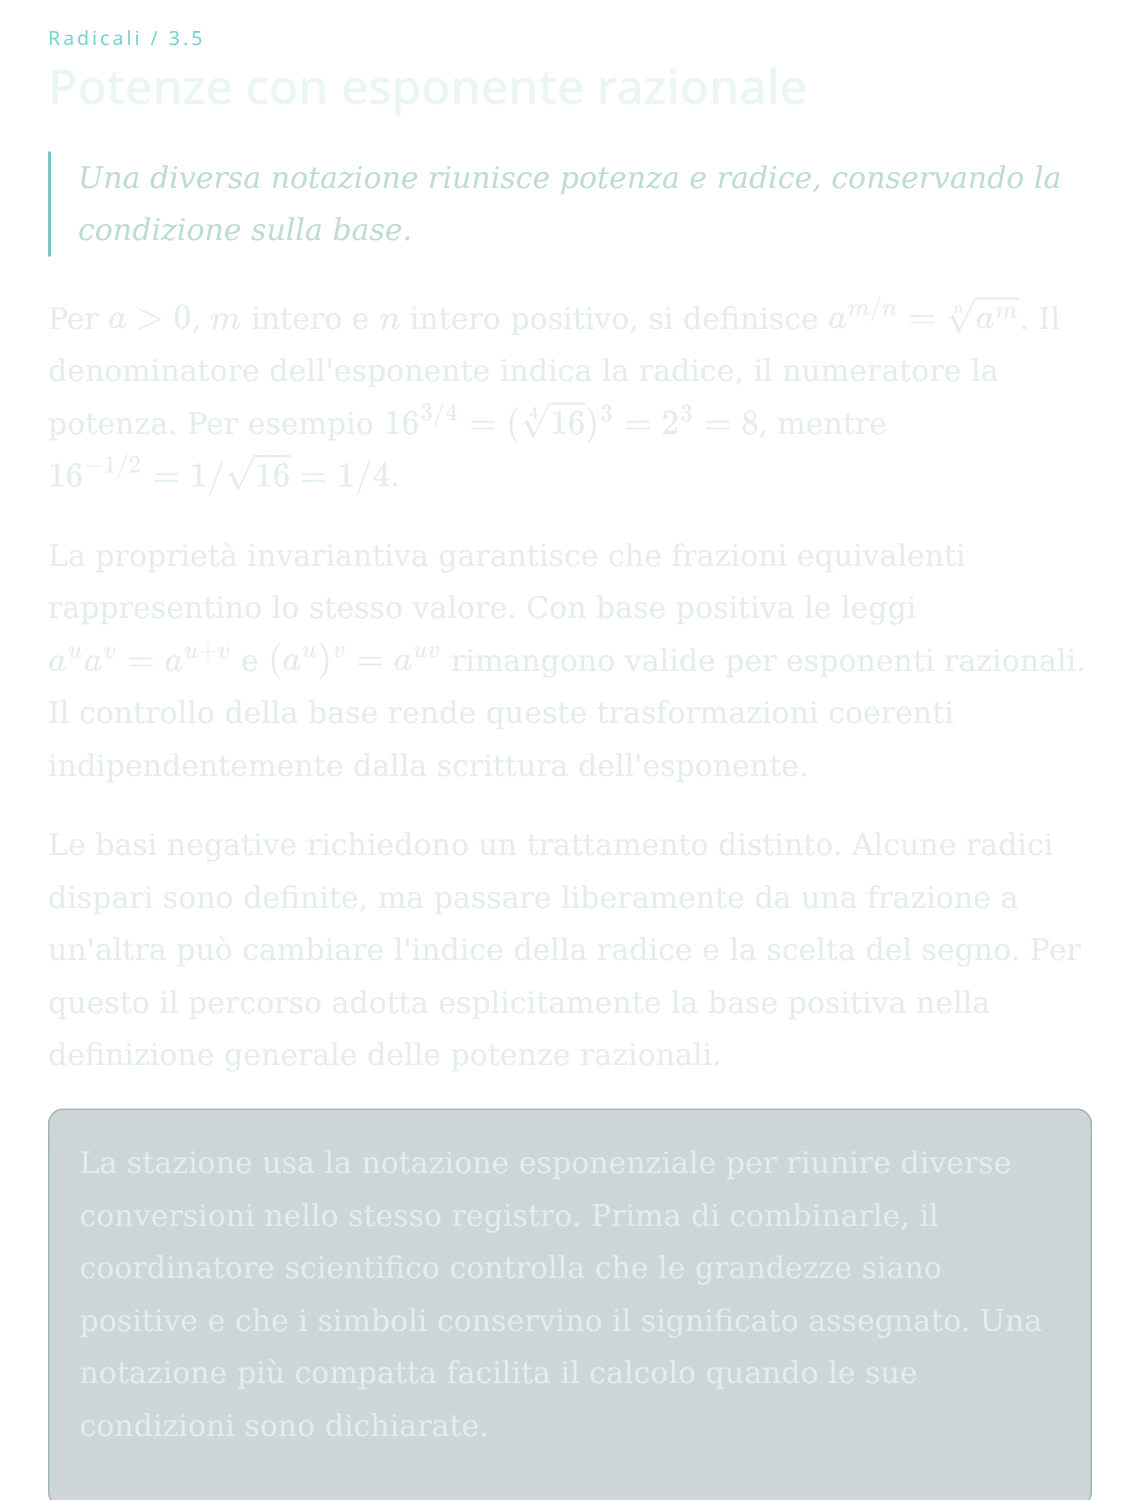 Radicali / 3.5
Potenze con esponente razionale
Una diversa notazione riunisce potenza e radice, conservando la
condizione sulla base.
Per a > 0, m intero e n intero positivo, si definisce a^{m/n} = \sqrt[n]{a^m}. Il
denominatore dell'esponente indica la radice, il numeratore la
potenza. Per esempio 16^{3/4} = (\sqrt[4]{16})^3 = 2^3 = 8, mentre
16^{-1/2} = 1/\sqrt{16} = 1/4.
La proprietà invariantiva garantisce che frazioni equivalenti
rappresentino lo stesso valore. Con base positiva le leggi
a^u a^v = a^{u+v} e (a^u)^v = a^{uv} rimangono valide per esponenti razionali.
Il controllo della base rende queste trasformazioni coerenti
indipendentemente dalla scrittura dell'esponente.
Le basi negative richiedono un trattamento distinto. Alcune radici
dispari sono definite, ma passare liberamente da una frazione a
un'altra può cambiare l'indice della radice e la scelta del segno. Per
questo il percorso adotta esplicitamente la base positiva nella
definizione generale delle potenze razionali.
La stazione usa la notazione esponenziale per riunire diverse
conversioni nello stesso registro. Prima di combinarle, il
coordinatore scientifico controlla che le grandezze siano
positive e che i simboli conservino il significato assegnato. Una
notazione più compatta facilita il calcolo quando le sue
condizioni sono dichiarate.